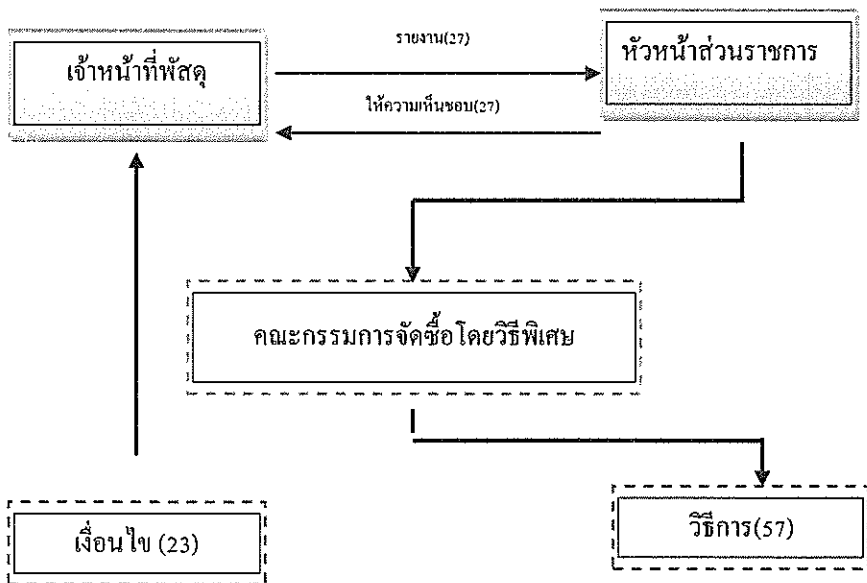 รายงาน(27)
เจ้าหน้าที่พัสดุ
หัวหน้าส่วนราชการ
ให้ความเห็นชอบ(27)
คณะกรรมการจัดซื้อโดยวิธีพิเศษ
เงื่อนไข (23)
วิธีการ(57)